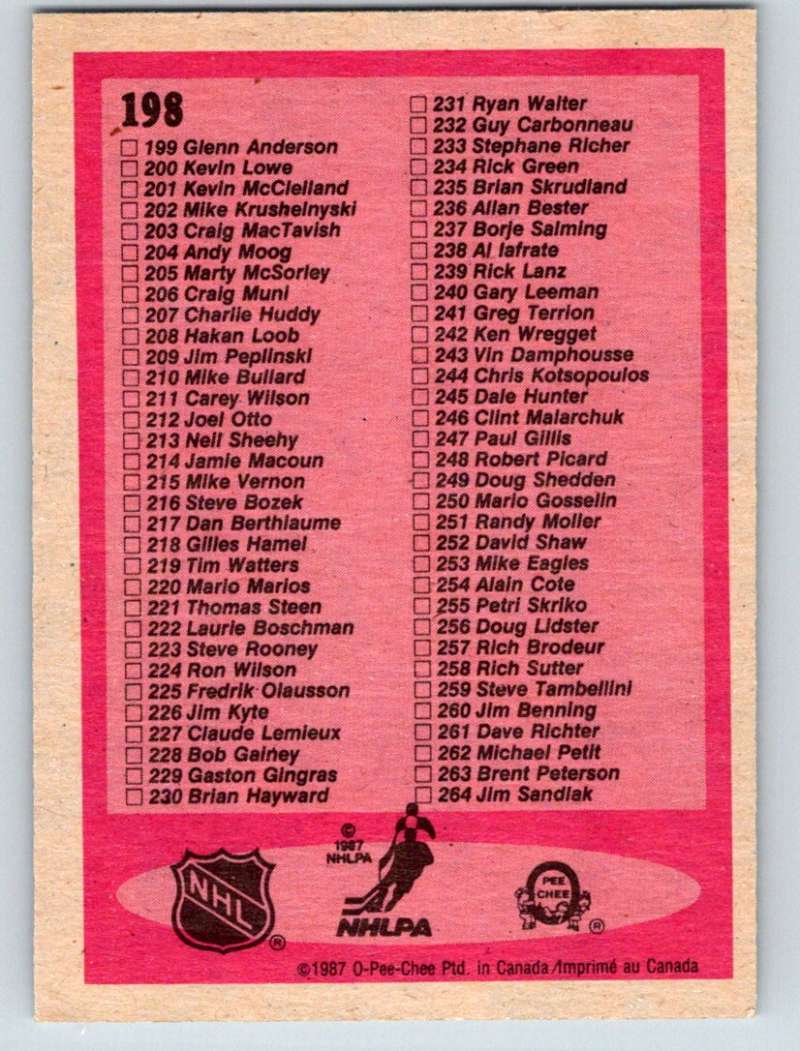 198
☐ 199 Glenn Anderson
☐ 200 Kevin Lowe
☐ 201 Kevin McClelland
☐ 202 Mike Krushelnyski
☐ 203 Craig MacTavish
☐ 204 Andy Moog
☐ 205 Marty McSorley
☐ 206 Craig Muni
☐ 207 Charlie Huddy
☐ 208 Hakan Loob
☐ 209 Jim Peplinski
☐ 210 Mike Bullard
☐ 211 Carey Wilson
☐ 212 Joel Otto
☐ 213 Neil Sheehy
☐ 214 Jamie Macoun
☐ 215 Mike Vernon
☐ 216 Steve Bozek
☐ 217 Dan Berthiaume
☐ 218 Gilles Hamel
☐ 219 Tim Watters
☐ 220 Mario Marios
☐ 221 Thomas Steen
☐ 222 Laurie Boschman
☐ 223 Steve Rooney
☐ 224 Ron Wilson
☐ 225 Fredrik Olausson
☐ 226 Jim Kyte
☐ 227 Claude Lemieux
☐ 228 Bob Gainey
☐ 229 Gaston Gingras
☐ 230 Brian Hayward
☐ 231 Ryan Walter
☐ 232 Guy Carbonneau
☐ 233 Stephane Richer
☐ 234 Rick Green
☐ 235 Brian Skrudland
☐ 236 Allan Bester
☐ 237 Borje Salming
☐ 238 Al Iafrate
☐ 239 Rick Lanz
☐ 240 Gary Leeman
☐ 241 Greg Terrion
☐ 242 Ken Wregget
☐ 243 Vin Damphousse
☐ 244 Chris Kotsopoulos
☐ 245 Dale Hunter
☐ 246 Clint Malarchuk
☐ 247 Paul Gillis
☐ 248 Robert Picard
☐ 249 Doug Shedden
☐ 250 Mario Gosselin
☐ 251 Randy Moller
☐ 252 David Shaw
☐ 253 Mike Eagles
☐ 254 Alain Cote
☐ 255 Petri Skriko
☐ 256 Doug Lidster
☐ 257 Rich Brodeur
☐ 258 Rich Sutter
☐ 259 Steve Tambellini
☐ 260 Jim Benning
☐ 261 Dave Richter
☐ 262 Michael Petit
☐ 263 Brent Peterson
☐ 264 Jim Sandlak
NHL ®
©
1987
NHLPA
NHLPA
PEE
CHEE ®
©1987 O-Pee-Chee Ptd. in Canada/Imprimé au Canada